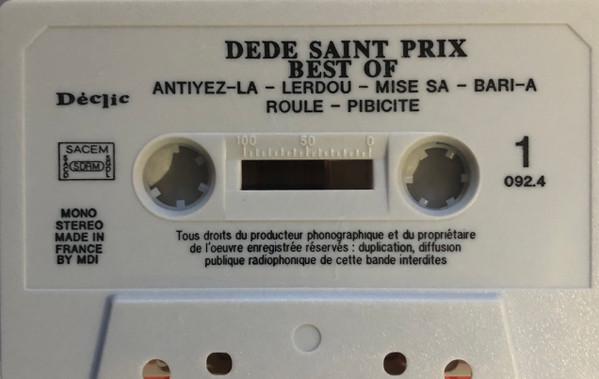 DEDE SAINT PRIX
BEST OF
ANTIYEZ-LA - LERDOU - MISE SA - BARI-A
ROULE - PIBICITE
Déclic
SACEM
SDRM
MONO
STEREO
MADE IN
FRANCE
BY MDI
100 50 0
1
092.4
Tous droits du producteur phonographique et du propriétaire
de l'oeuvre enregistrée réservés : duplication, diffusion
publique radiophonique de cette bande interdites